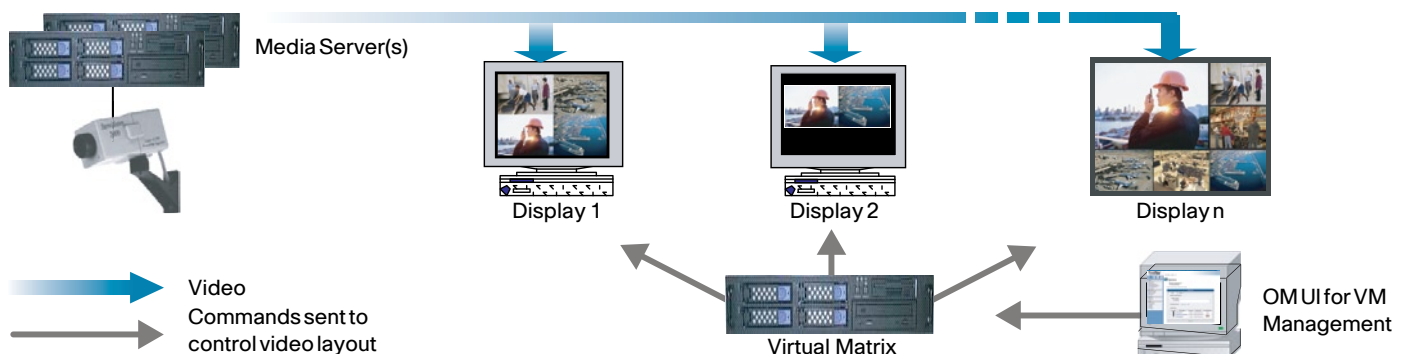 Media Server(s)
Display 1
Display 2
Display n
Video
Commands sent to
control video layout
Virtual Matrix
OM UI for VM
Management